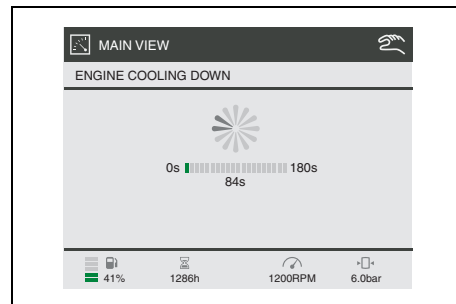 MAIN VIEW
ENGINE COOLING DOWN
0s 180s
84s
41% 1286h 1200RPM 6.0bar